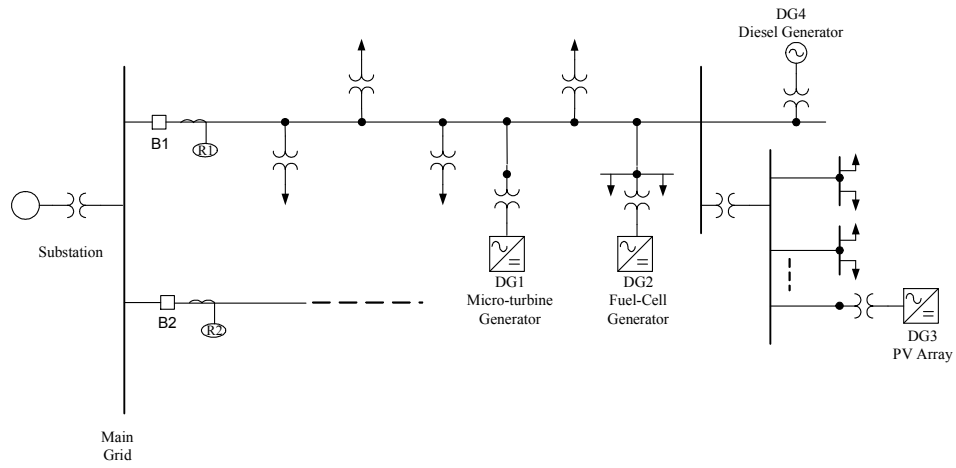 DG4
Diesel Generator
B1
R1
Substation
DG1
Micro-turbine
Generator
DG2
Fuel-Cell
Generator
B2
R2
DG3
PV Array
Main
Grid